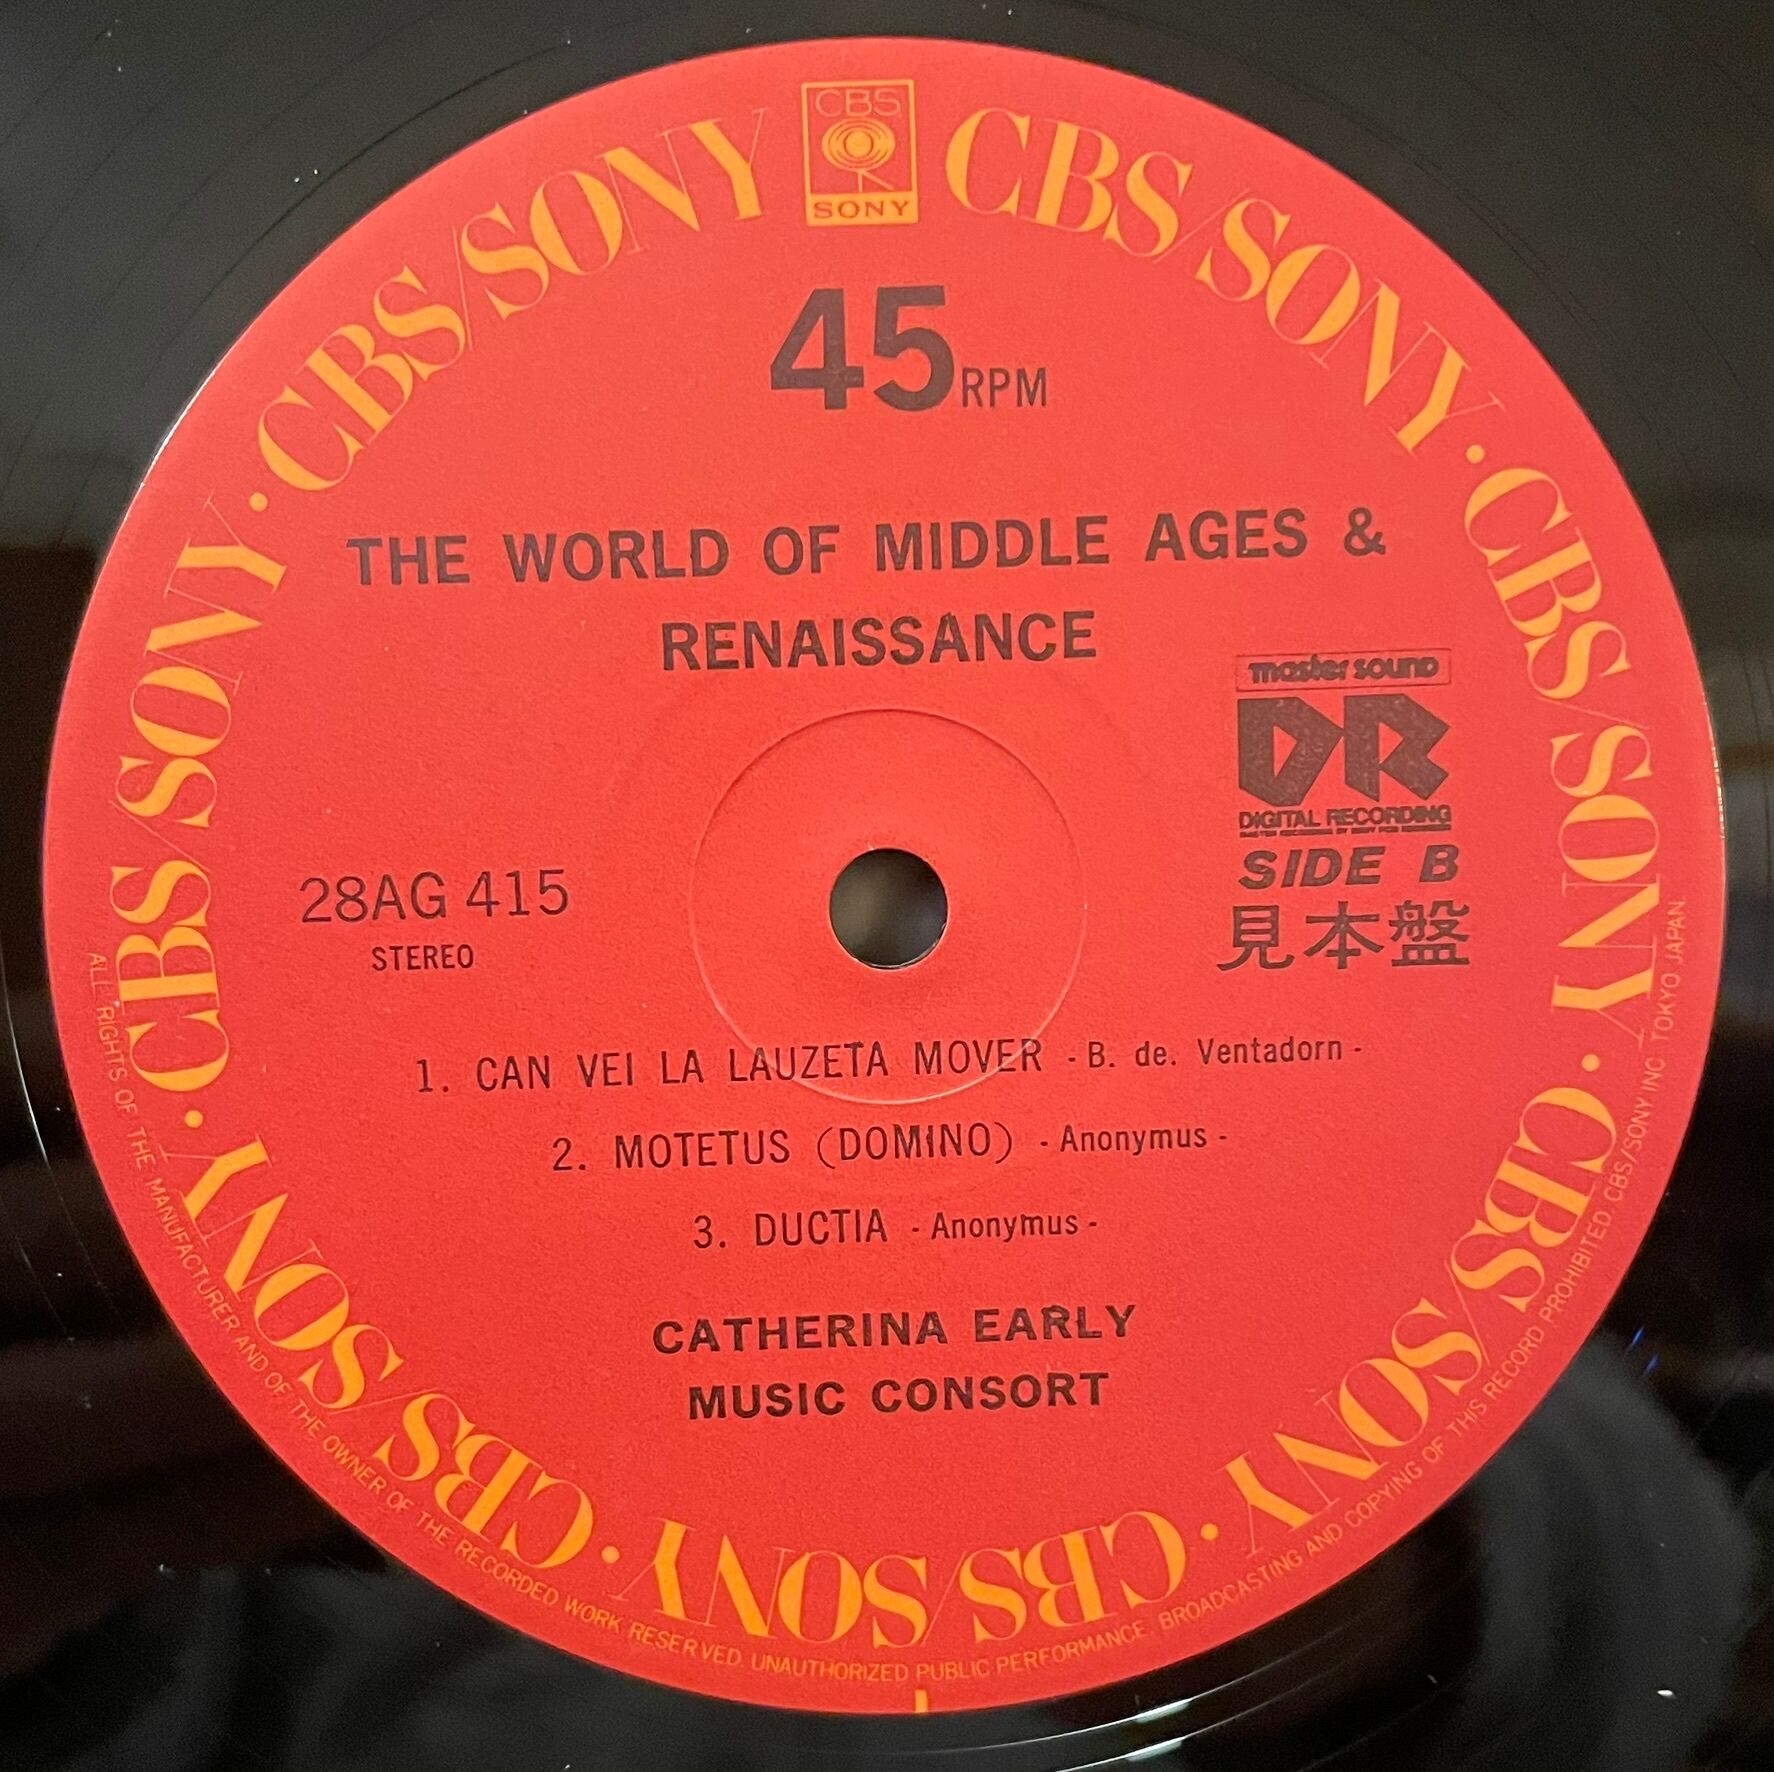 CBS
SONY
CBS/SONY · CBS/SONY · CBS/SONY · CBS/SONY · CBS/SONY · CBS/SONY · CBS/SONY
45 RPM
THE WORLD OF MIDDLE AGES &
RENAISSANCE
master sound
DR
DIGITAL RECORDING
SIDE B
見本盤
28AG 415
STEREO
1. CAN VEI LA LAUZETA MOVER - B. de. Ventadorn -
2. MOTETUS (DOMINO) - Anonymus -
3. DUCTIA - Anonymus -
CATHERINA EARLY
MUSIC CONSORT
ALL RIGHTS OF THE MANUFACTURER AND OF THE OWNER OF THE RECORDED WORK RESERVED. UNAUTHORIZED PUBLIC PERFORMANCE, BROADCASTING AND COPYING OF THIS RECORD PROHIBITED. CBS/SONY INC. TOKYO JAPAN.